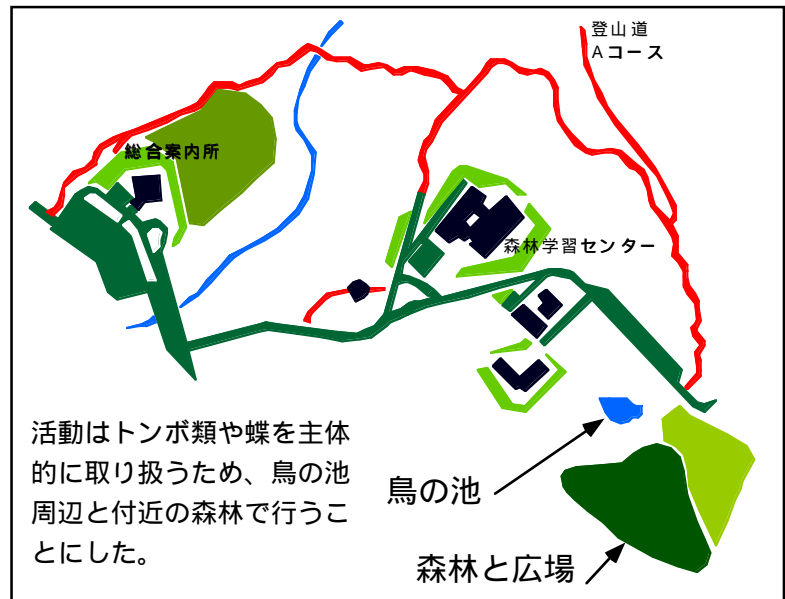 登山道
Aコース
総合案内所
森林学習センター
活動はトンボ類や蝶を主体
的に取り扱うため、鳥の池
周辺と付近の森林で行うこ
とにした。
鳥の池
森林と広場